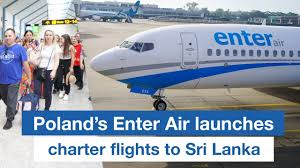 enter air
Poland's Enter Air launches
charter flights to Sri Lanka